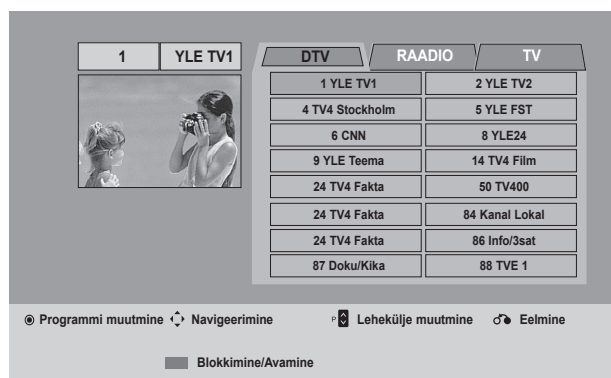 1 YLE TV1
DTV RAADIO TV
1 YLE TV1 2 YLE TV2
4 TV4 Stockholm 5 YLE FST
6 CNN 8 YLE24
9 YLE Teema 14 TV4 Film
24 TV4 Fakta 50 TV400
24 TV4 Fakta 84 Kanal Lokal
24 TV4 Fakta 86 Info/3sat
87 Doku/Kika 88 TVE 1
Programmi muutmine Navigeerimine P Lehekülje muutmine Eelmine
Blokkimine/Avamine